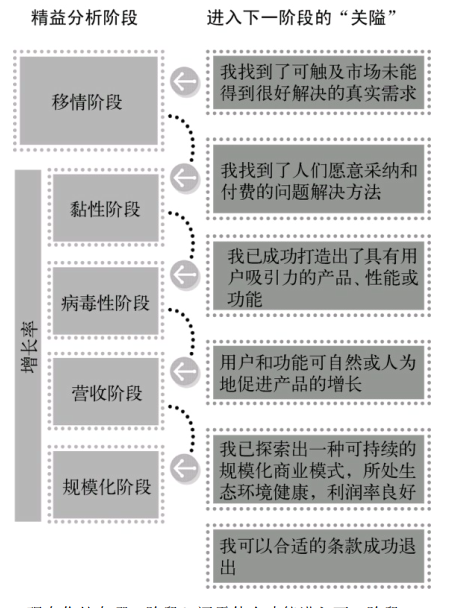 精益分析阶段
进入下一阶段的“关隘”
移情阶段
我找到了可触及市场未能
得到很好解决的真实需求
我找到了人们愿意采纳和
付费的问题解决方法
黏性阶段
我已成功打造出了具有用
户吸引力的产品、性能或
功能
病毒性阶段
增长率
用户和功能可自然或人为
地促进产品的增长
营收阶段
我已探索出一种可持续的
规模化商业模式，所处生
态环境健康，利润率良好
规模化阶段
我可以合适的条款成功退
出